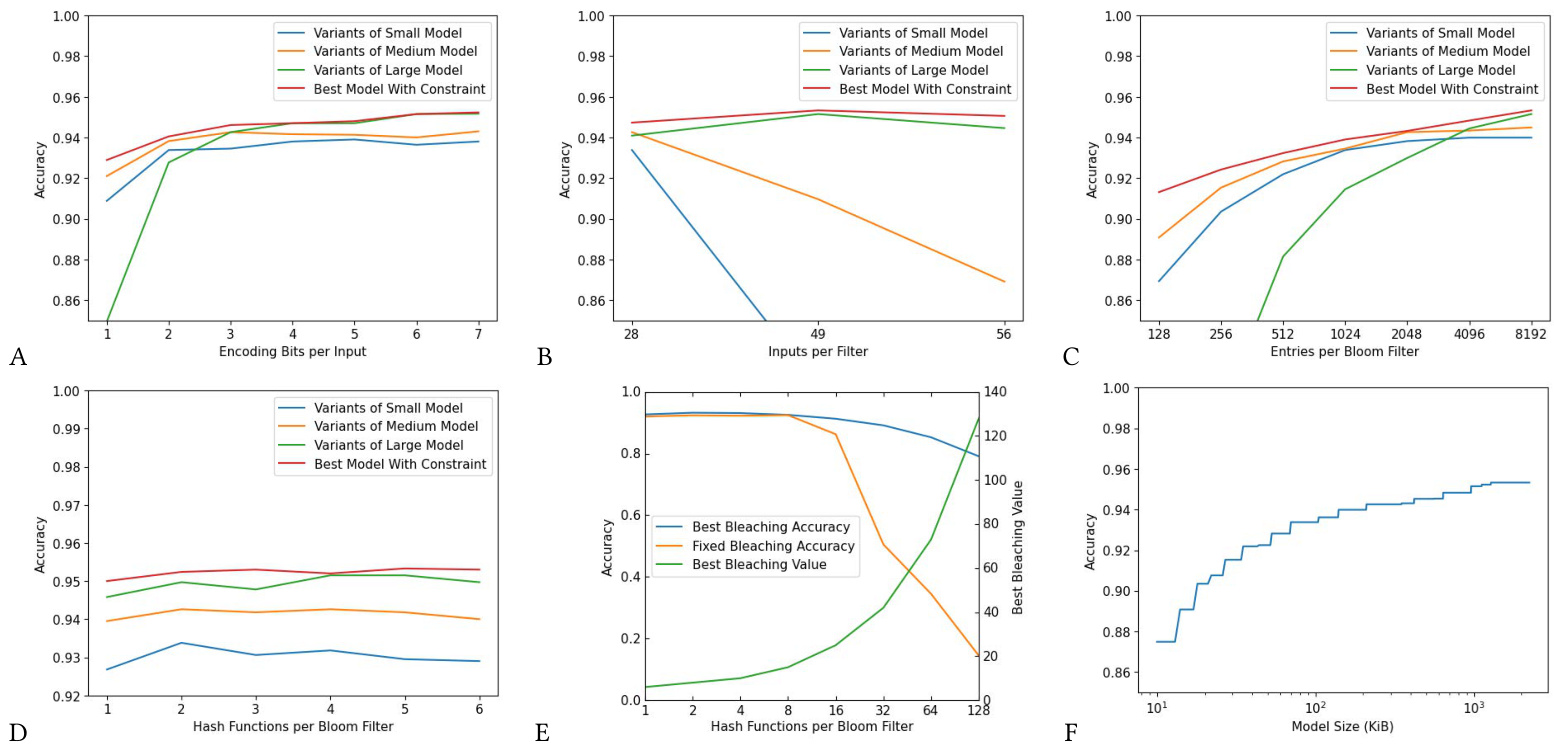 1.00
0.98
0.96
0.94
0.92
0.90
0.88
0.86
Accuracy
Variants of Small Model
Variants of Medium Model
Variants of Large Model
Best Model With Constraint
1 2 3 4 5 6 7
Encoding Bits per Input
A
1.00
0.98
0.96
0.94
0.92
0.90
0.88
0.86
Accuracy
Variants of Small Model
Variants of Medium Model
Variants of Large Model
Best Model With Constraint
28 49 56
Inputs per Filter
B
1.00
0.98
0.96
0.94
0.92
0.90
0.88
0.86
Accuracy
Variants of Small Model
Variants of Medium Model
Variants of Large Model
Best Model With Constraint
128 256 512 1024 2048 4096 8192
Entries per Bloom Filter
C
1.00
0.99
0.98
0.97
0.96
0.95
0.94
0.93
0.92
Accuracy
Variants of Small Model
Variants of Medium Model
Variants of Large Model
Best Model With Constraint
1 2 3 4 5 6
Hash Functions per Bloom Filter
D
1.0
0.8
0.6
0.4
0.2
0.0
Accuracy
Best Bleaching Accuracy
Fixed Bleaching Accuracy
Best Bleaching Value
140
120
100
80
60
40
20
0
Best Bleaching Value
1 2 4 8 16 32 64 128
Hash Functions per Bloom Filter
E
1.00
0.98
0.96
0.94
0.92
0.90
0.88
0.86
Accuracy
10¹ 10² 10³
Model Size (KiB)
F